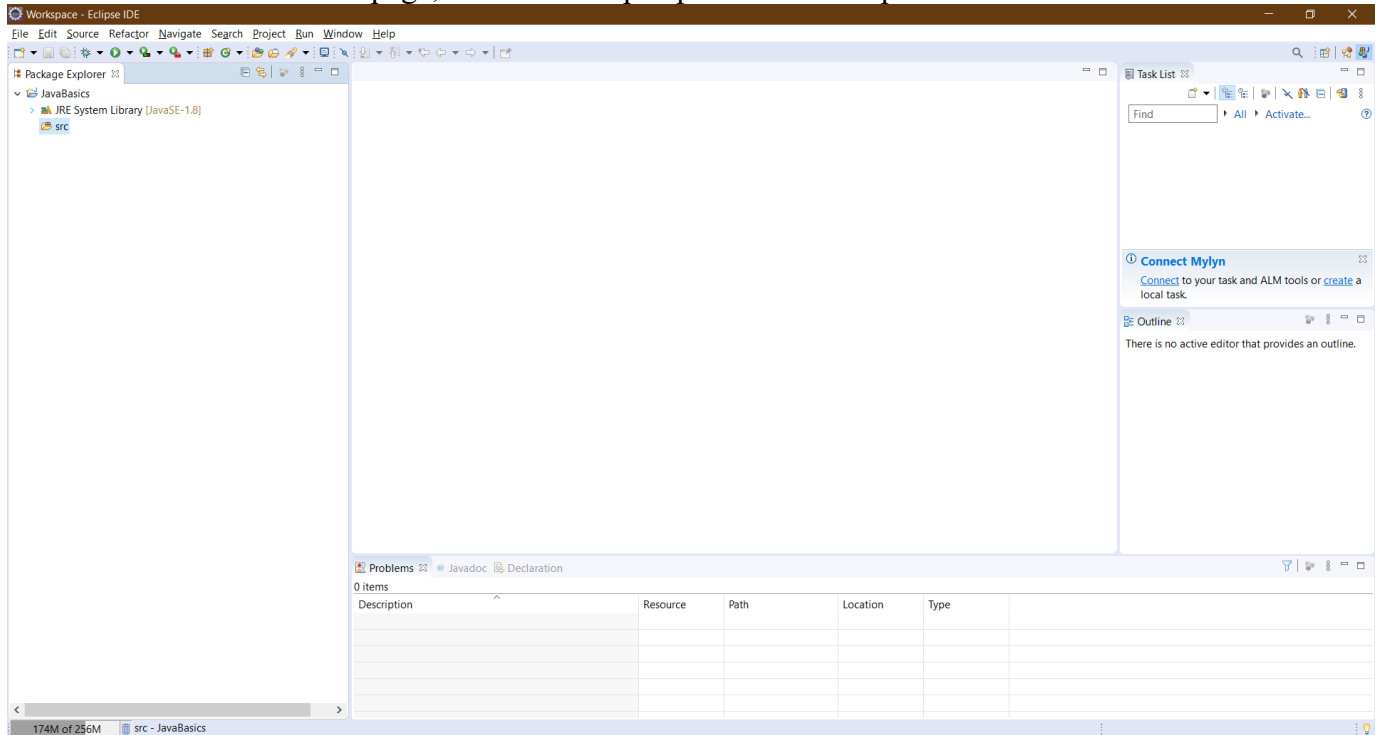 Workspace - Eclipse IDE
File Edit Source Refactor Navigate Search Project Run Window Help
Package Explorer
JavaBasics
JRE System Library [JavaSE-1.8]
src
Task List
Find All Activate...
Connect Mylyn
Connect to your task and ALM tools or create a
local task.
Outline
There is no active editor that provides an outline.
Problems Javadoc Declaration
0 items
Description Resource Path Location Type
174M of 256M src - JavaBasics